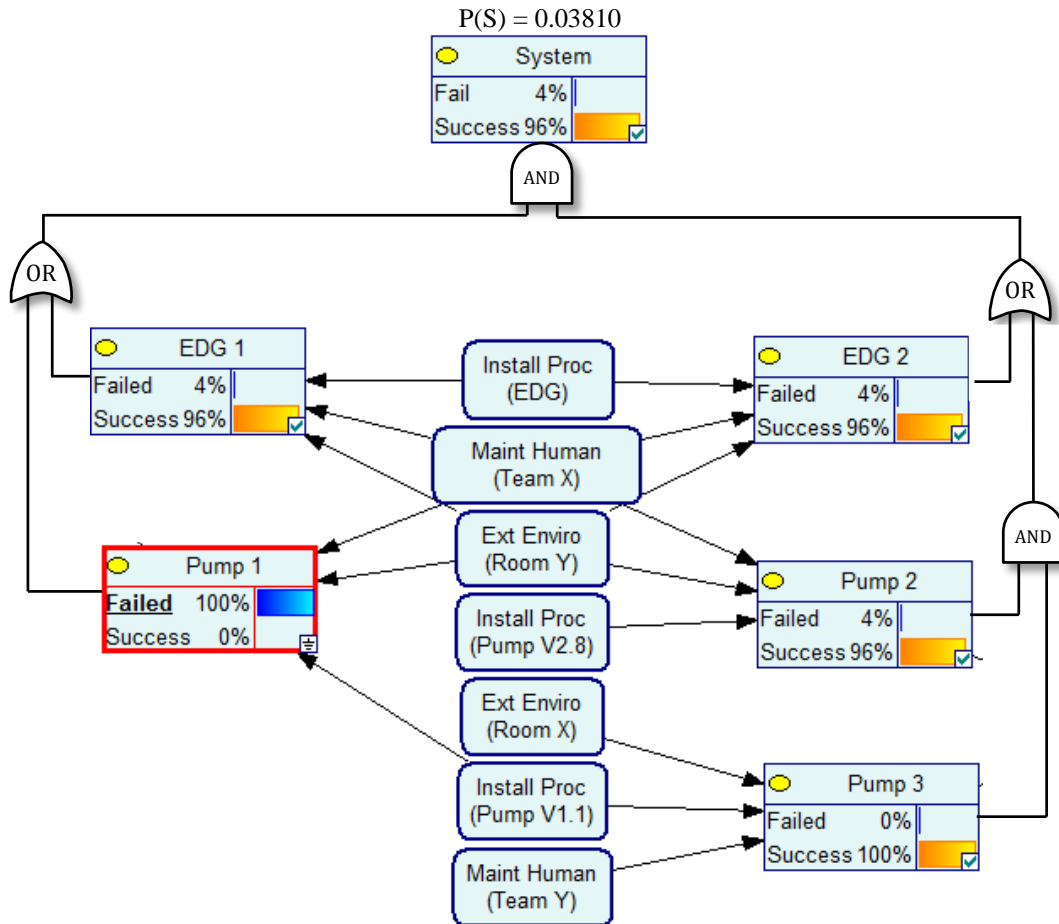 P(S) = 0.03810
System
Fail 4%
Success 96%
AND
OR
OR
EDG 1
Failed 4%
Success 96%
Install Proc
(EDG)
EDG 2
Failed 4%
Success 96%
Maint Human
(Team X)
Ext Enviro
(Room Y)
AND
Pump 1
Failed 100%
Success 0%
Pump 2
Failed 4%
Success 96%
Install Proc
(Pump V2.8)
Ext Enviro
(Room X)
Install Proc
(Pump V1.1)
Pump 3
Failed 0%
Success 100%
Maint Human
(Team Y)